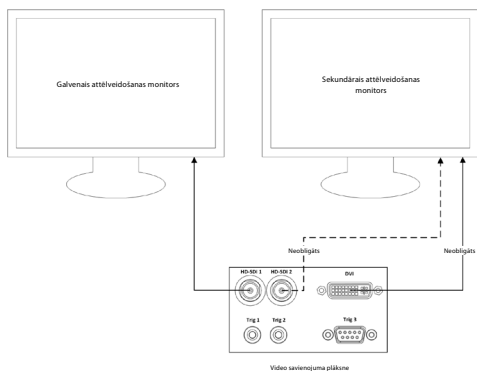 Galvenais attēlveidošanas monitors
Sekundārais attēlveidošanas
monitors
Neobligāts
Neobligāts
HD-SDI 1
HD-SDI 2
DVI
Trig 1
Trig 2
Trig 3
Video savienojuma plāksne